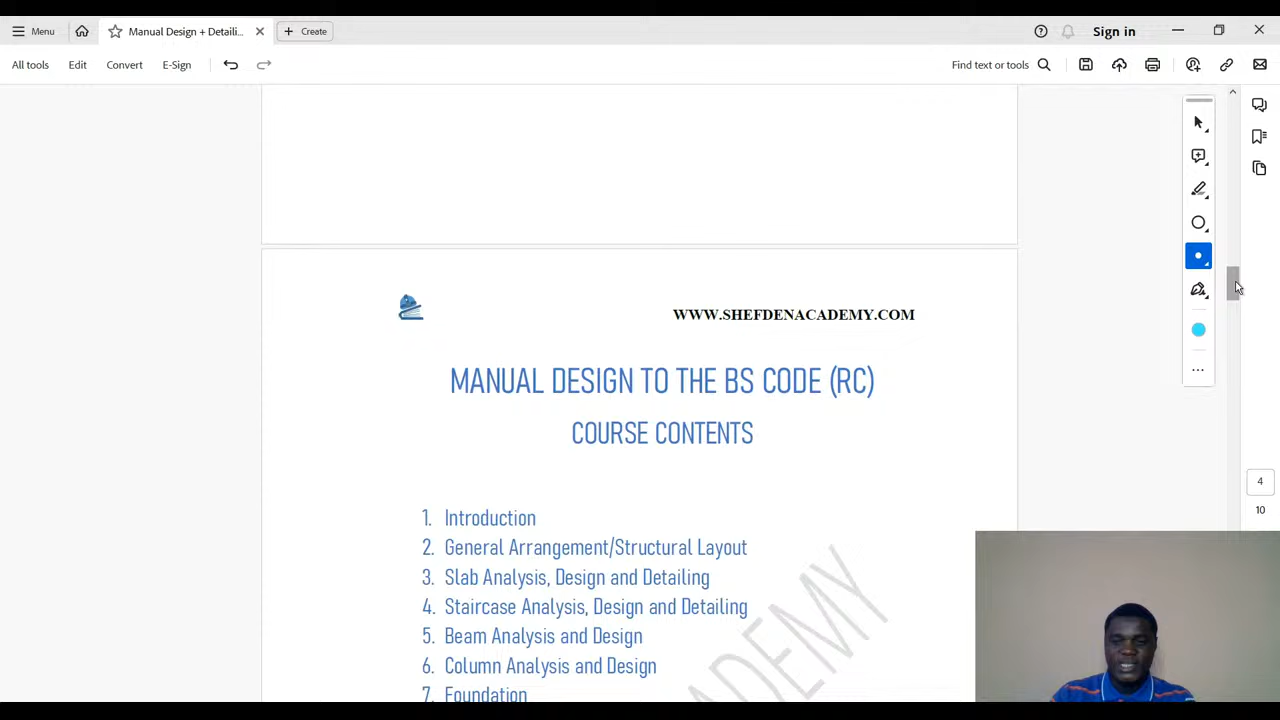 Menu
Manual Design + Detaili...
Create
Sign in
All tools
Edit
Convert
E-Sign
Find text or tools
WWW.SHEFDENACADEMY.COM
MANUAL DESIGN TO THE BS CODE (RC)
COURSE CONTENTS
1. Introduction
2. General Arrangement/Structural Layout
3. Slab Analysis, Design and Detailing
4. Staircase Analysis, Design and Detailing
5. Beam Analysis and Design
6. Column Analysis and Design
7. Foundation
ADEMY
4
10